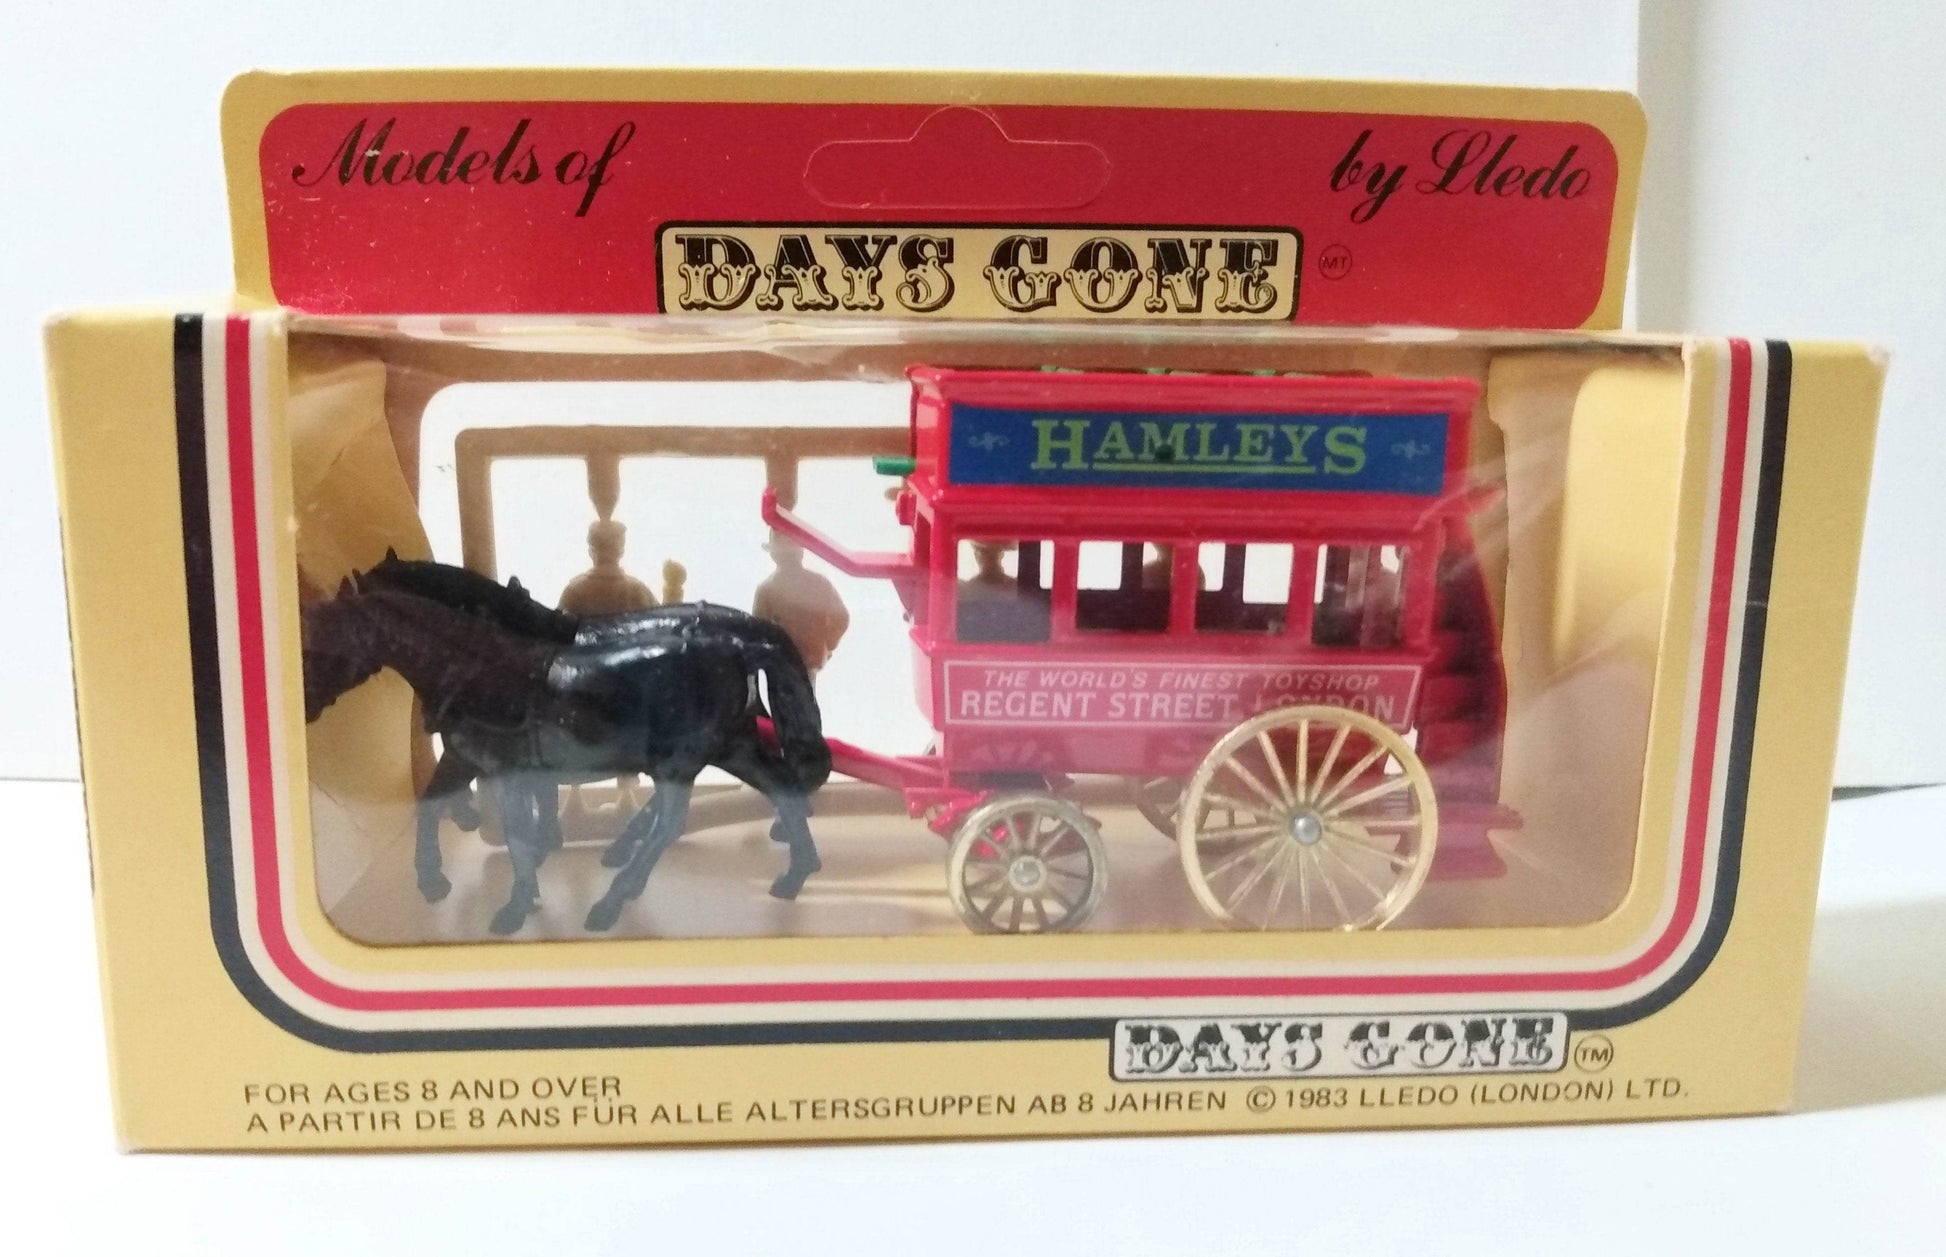 Models of
by Lledo
DAYS GONE
MT
HAMLEYS
THE WORLD'S FINEST TOYSHOP
REGENT STREET, LONDON
DAYS GONE
TM
FOR AGES 8 AND OVER
A PARTIR DE 8 ANS FÜR ALLE ALTERSGRUPPEN AB 8 JAHREN © 1983 LLEDO (LONDON) LTD.